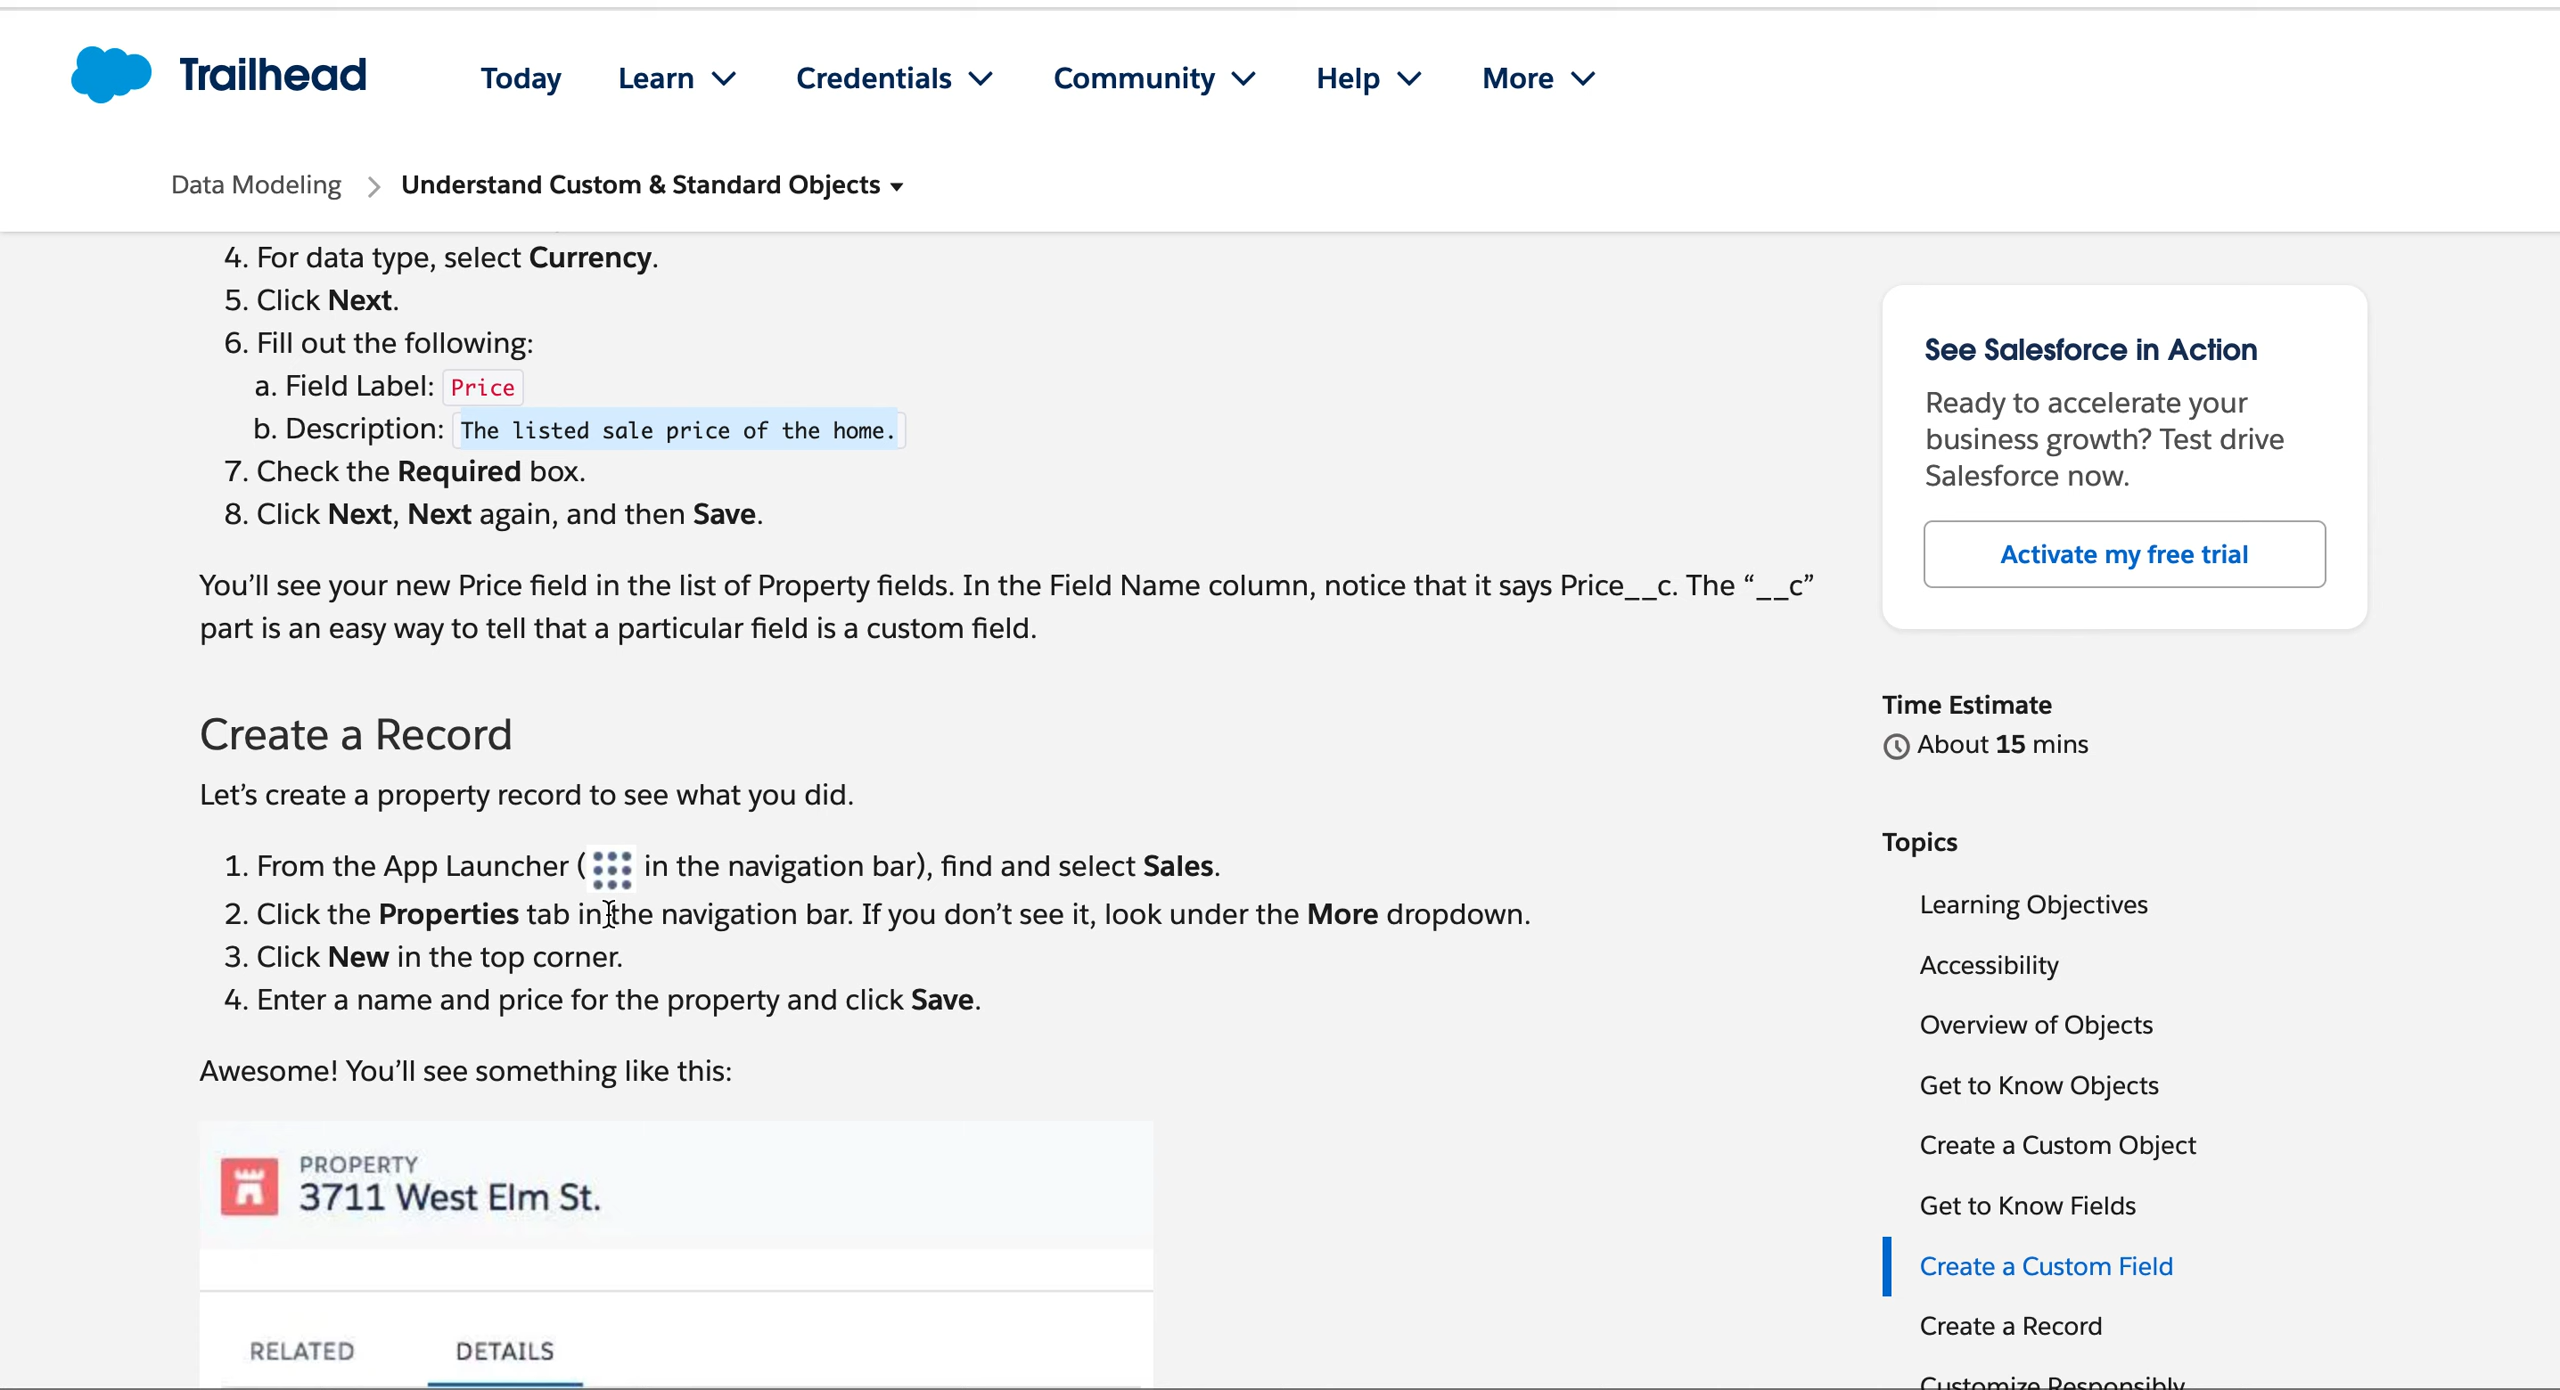 Trailhead
Today
Learn
Credentials
Community
Help
More
Data Modeling
Understand Custom & Standard Objects
4. For data type, select Currency.
5. Click Next.
6. Fill out the following:
a. Field Label: Price
b. Description: The listed sale price of the home.
7. Check the Required box.
8. Click Next, Next again, and then Save.
You’ll see your new Price field in the list of Property fields. In the Field Name column, notice that it says Price__c. The “__c”
part is an easy way to tell that a particular field is a custom field.
Create a Record
Let’s create a property record to see what you did.
1. From the App Launcher ( in the navigation bar), find and select Sales.
2. Click the Properties tab in the navigation bar. If you don’t see it, look under the More dropdown.
3. Click New in the top corner.
4. Enter a name and price for the property and click Save.
Awesome! You’ll see something like this:
PROPERTY
3711 West Elm St.
RELATED
DETAILS
See Salesforce in Action
Ready to accelerate your
business growth? Test drive
Salesforce now.
Activate my free trial
Time Estimate
About 15 mins
Topics
Learning Objectives
Accessibility
Overview of Objects
Get to Know Objects
Create a Custom Object
Get to Know Fields
Create a Custom Field
Create a Record
Customize Responsibly